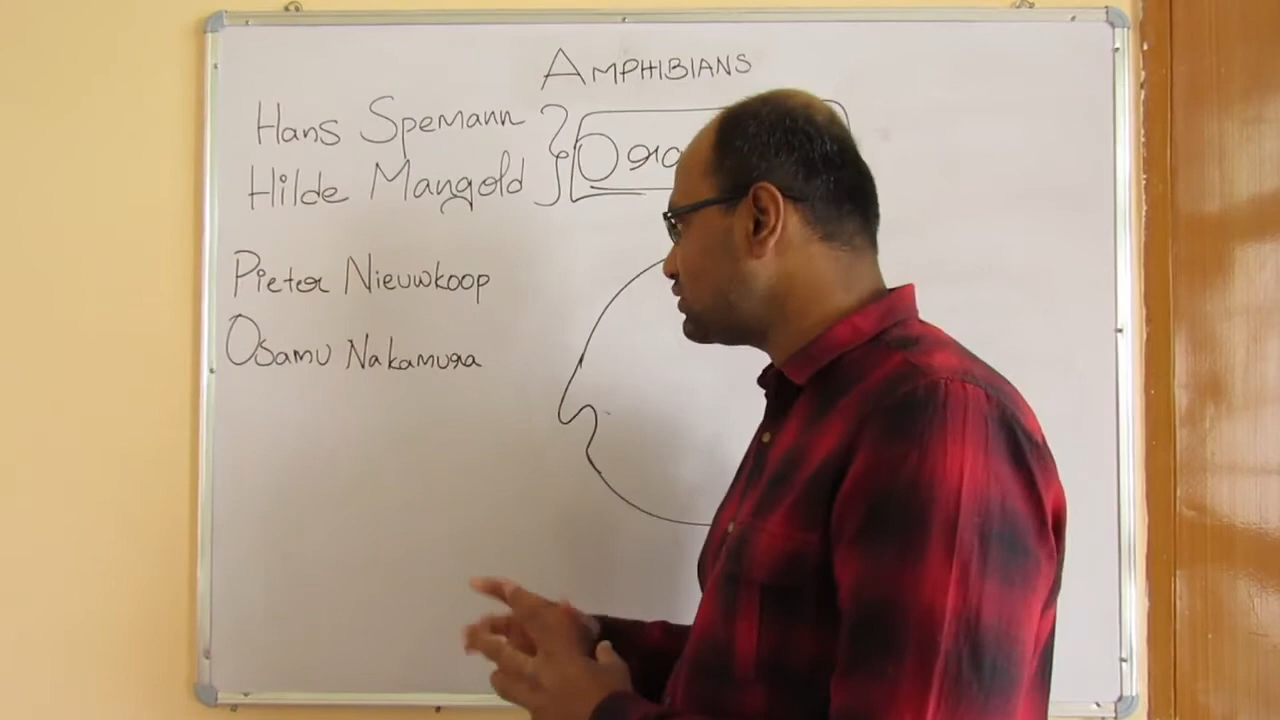 AMPHIBIANS
Hans Spemann
Hilde Mangold
Pieter Nieuwkoop
Osamu Nakamura